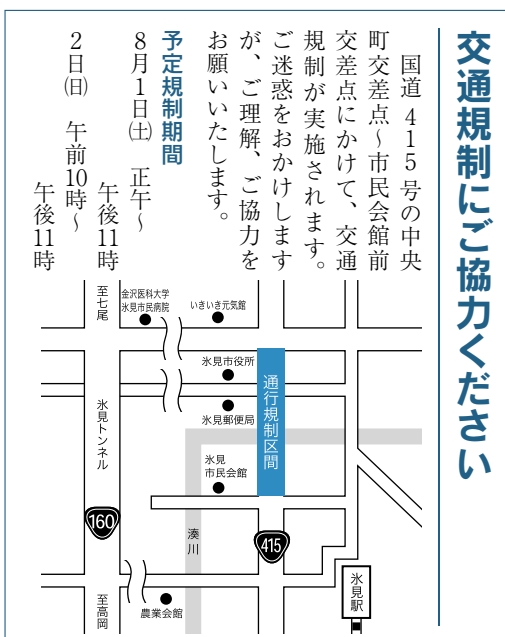 交通規制にご協力ください
国道415号の中央
町交差点～市民会館前
交差点にかけて、交通
規制が実施されます。
ご迷惑をおかけします
が、ご理解、ご協力を
お願いいたします。
予定規制期間
8月1日㈯　正午～
午後11時
2日㈰　午前10時～
午後11時
至七尾
金沢医科大学
氷見市民病院
いきいき元気館
氷見市役所
氷見郵便局
通行規制区間
氷見トンネル
氷見
市民会館
160
湊川
415
氷見駅
至高岡
農業会館